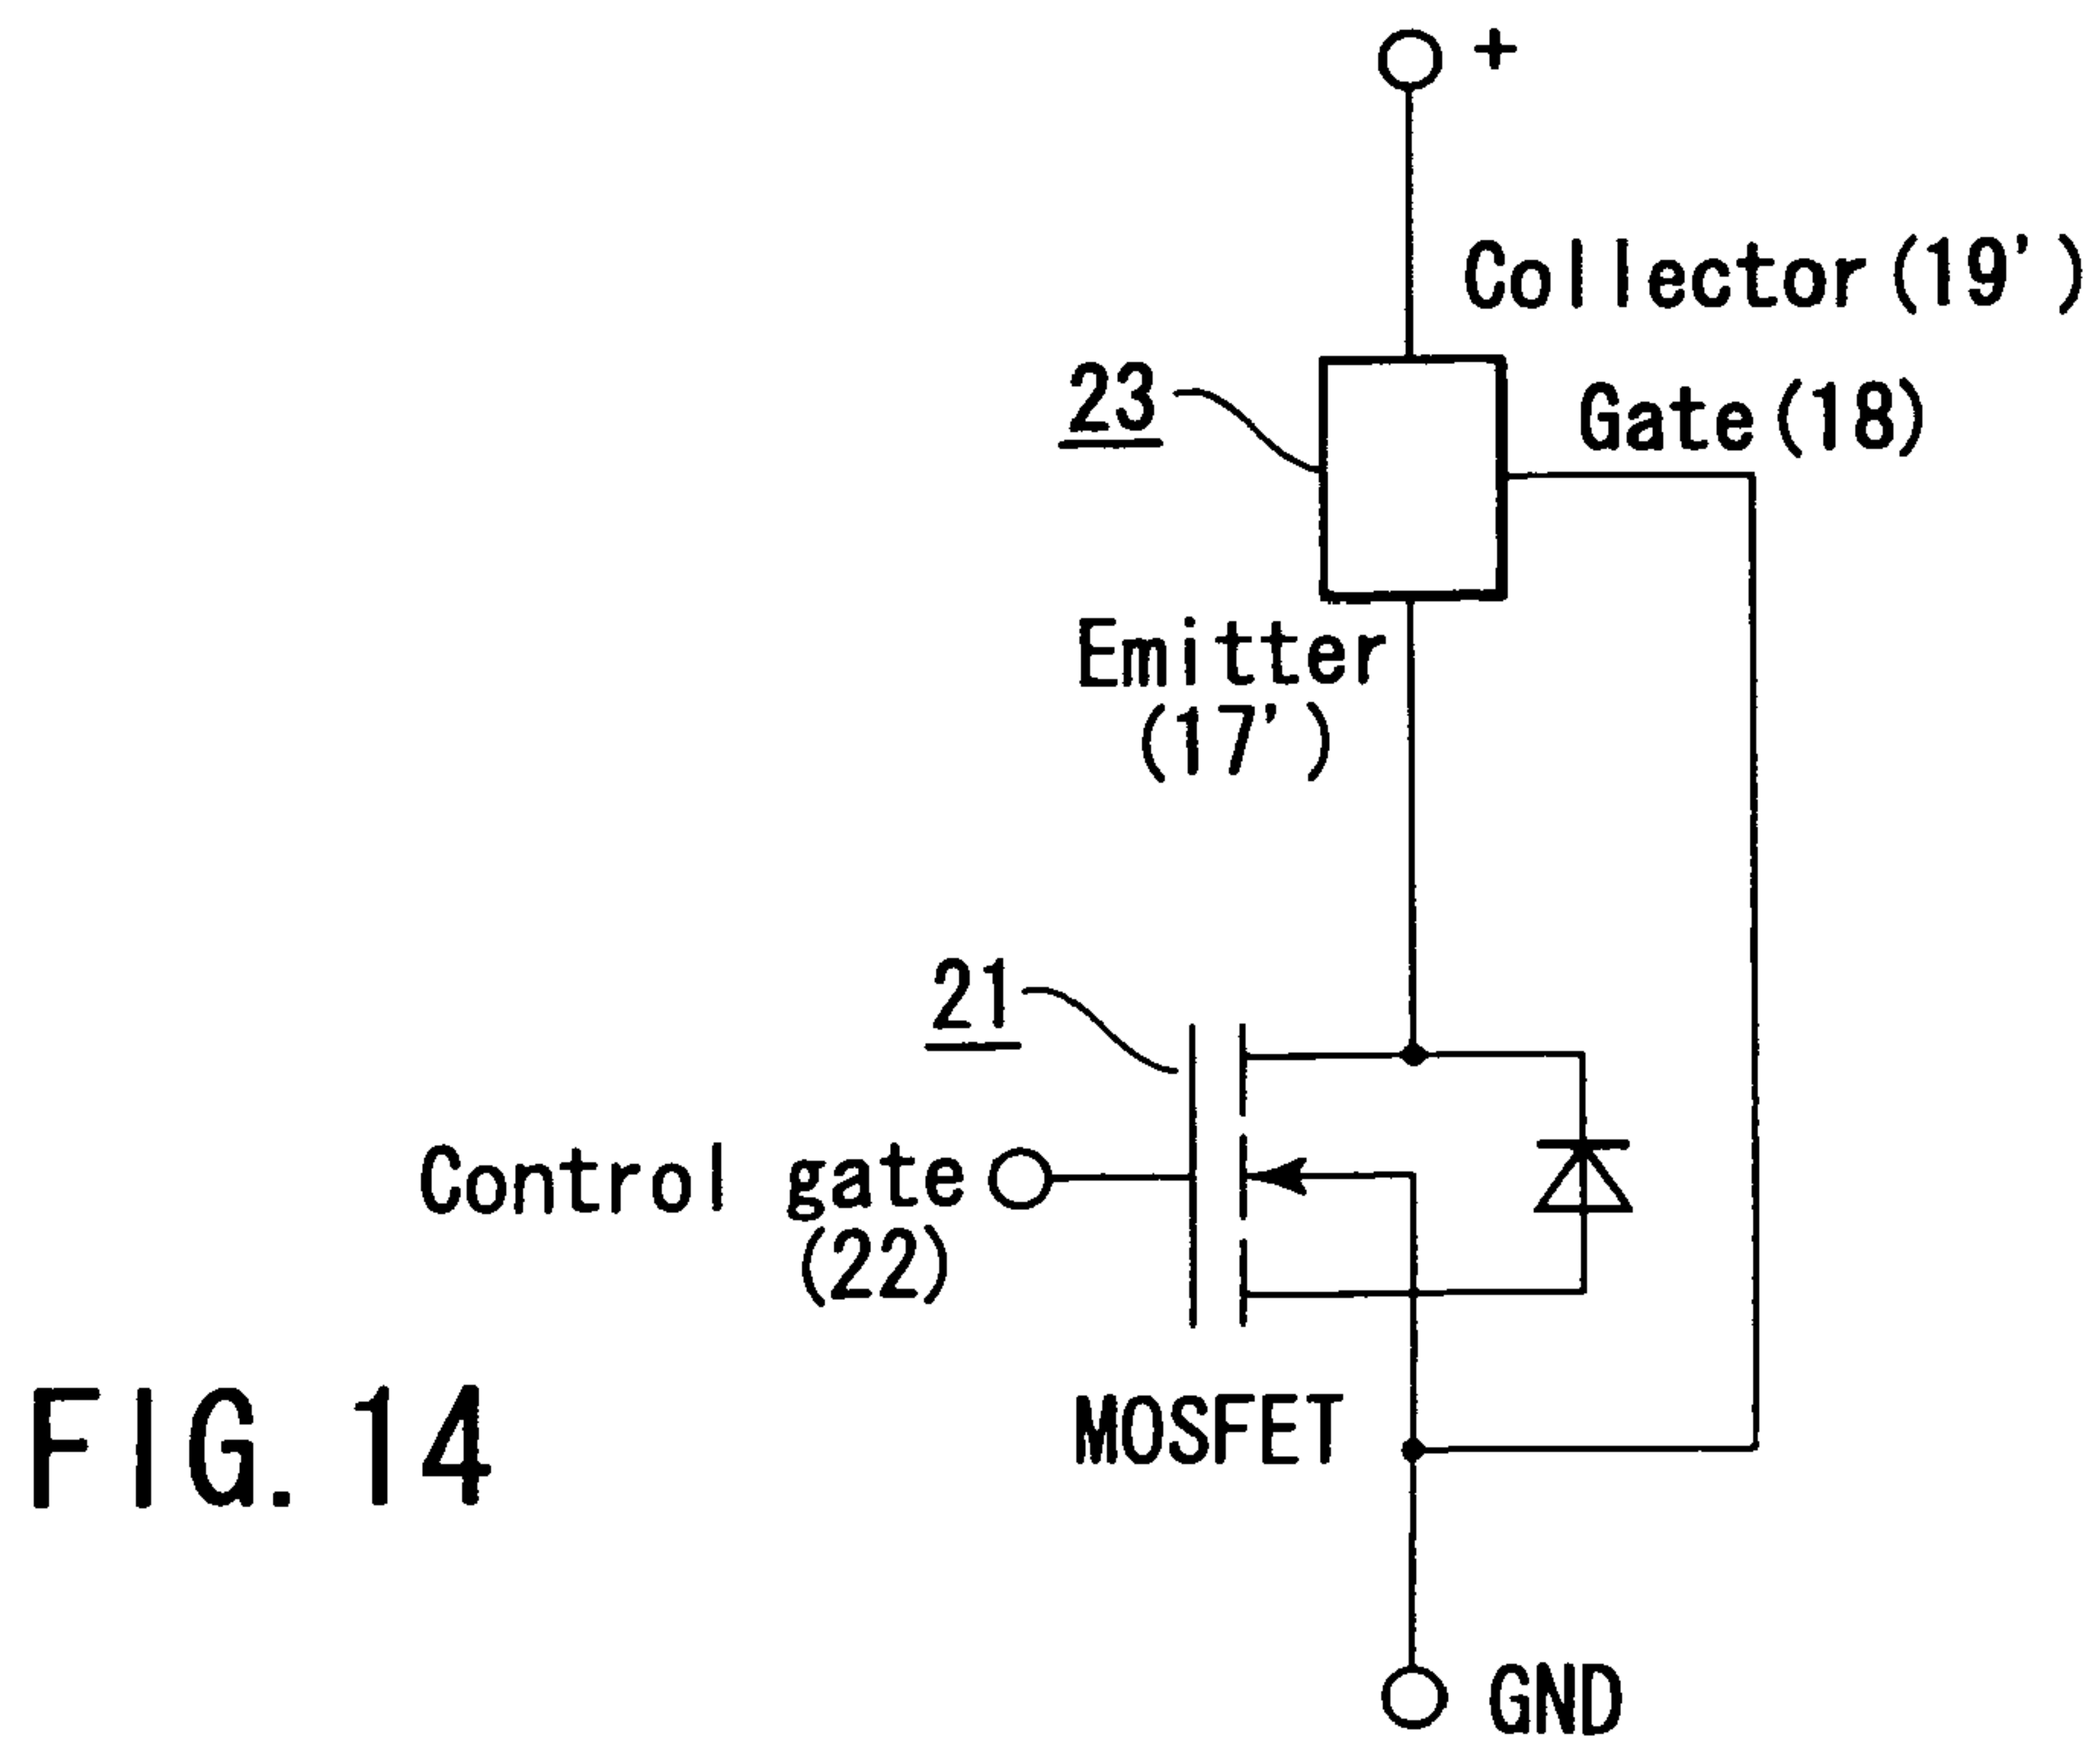 +
Collector (19')
23
Gate (18)
Emitter
(17')
21
Control gate
(22)
MOSFET
FIG. 14
GND